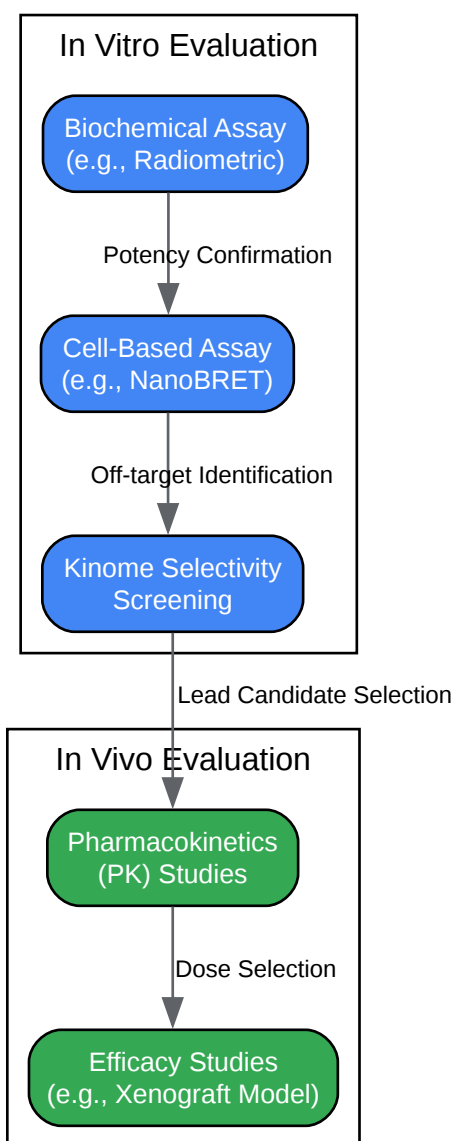 In Vitro Evaluation
Biochemical Assay
(e.g., Radiometric)
Potency Confirmation
Cell-Based Assay
(e.g., NanoBRET)
Off-target Identification
Kinome Selectivity
Screening
Lead Candidate Selection
In Vivo Evaluation
Pharmacokinetics
(PK) Studies
Dose Selection
Efficacy Studies
(e.g., Xenograft Model)